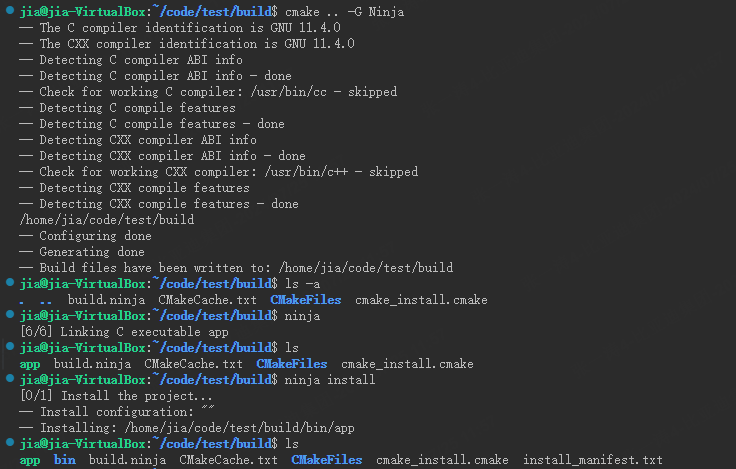 jia@jia-VirtualBox:~/code/test/build$ cmake .. -G Ninja
-- The C compiler identification is GNU 11.4.0
-- The CXX compiler identification is GNU 11.4.0
-- Detecting C compiler ABI info
-- Detecting C compiler ABI info - done
-- Check for working C compiler: /usr/bin/cc - skipped
-- Detecting C compile features
-- Detecting C compile features - done
-- Detecting CXX compiler ABI info
-- Detecting CXX compiler ABI info - done
-- Check for working CXX compiler: /usr/bin/c++ - skipped
-- Detecting CXX compile features
-- Detecting CXX compile features - done
/home/jia/code/test/build
-- Configuring done
-- Generating done
-- Build files have been written to: /home/jia/code/test/build
jia@jia-VirtualBox:~/code/test/build$ ls -a
.  ..  build.ninja  CMakeCache.txt  CMakeFiles  cmake_install.cmake
jia@jia-VirtualBox:~/code/test/build$ ninja
[6/6] Linking C executable app
jia@jia-VirtualBox:~/code/test/build$ ls
app  build.ninja  CMakeCache.txt  CMakeFiles  cmake_install.cmake
jia@jia-VirtualBox:~/code/test/build$ ninja install
[0/1] Install the project...
-- Install configuration: ""
-- Installing: /home/jia/code/test/build/bin/app
jia@jia-VirtualBox:~/code/test/build$ ls
app  bin  build.ninja  CMakeCache.txt  CMakeFiles  cmake_install.cmake  install_manifest.txt